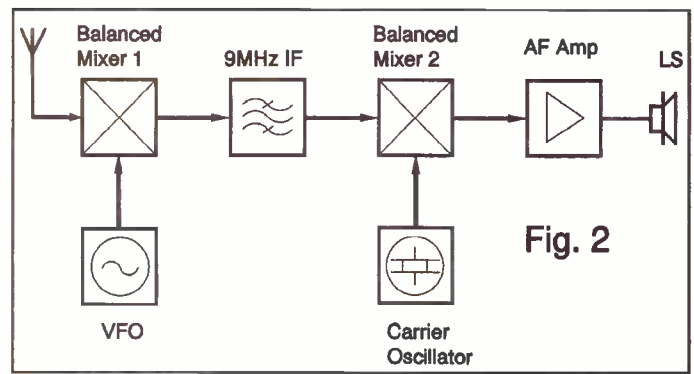 Balanced
Mixer 1
9MHz IF
Balanced
Mixer 2
AF Amp
LS
VFO
Carrier
Oscillator
Fig. 2